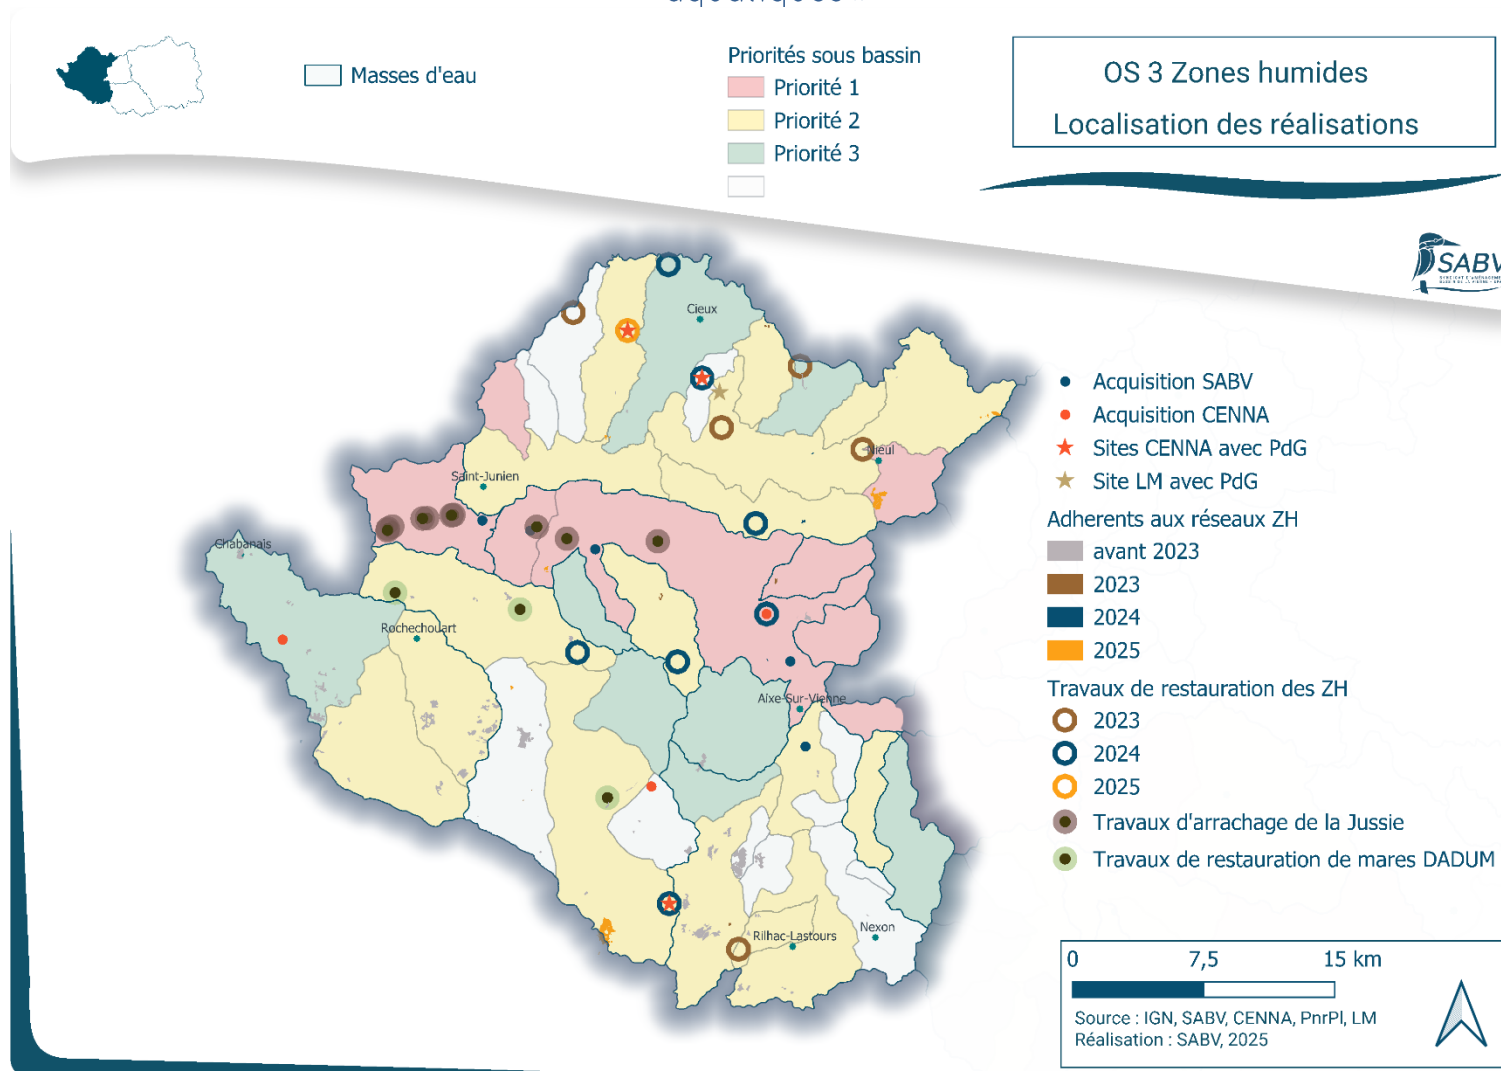 Masses d'eau
Priorités sous bassin
Priorité 1
Priorité 2
Priorité 3
OS 3 Zones humides
Localisation des réalisations
SABV
Cieux
Nieul
Saint-Junien
Chabanais
Rochechouart
Aixe-Sur-Vienne
Rilhac-Lastours
Nexon
Acquisition SABV
Acquisition CENNA
Sites CENNA avec PdG
Site LM avec PdG
Adherents aux réseaux ZH
avant 2023
2023
2024
2025
Travaux de restauration des ZH
2023
2024
2025
Travaux d'arrachage de la Jussie
Travaux de restauration de mares DADUM
0 7,5 15 km
Source : IGN, SABV, CENNA, PnrPl, LM
Réalisation : SABV, 2025